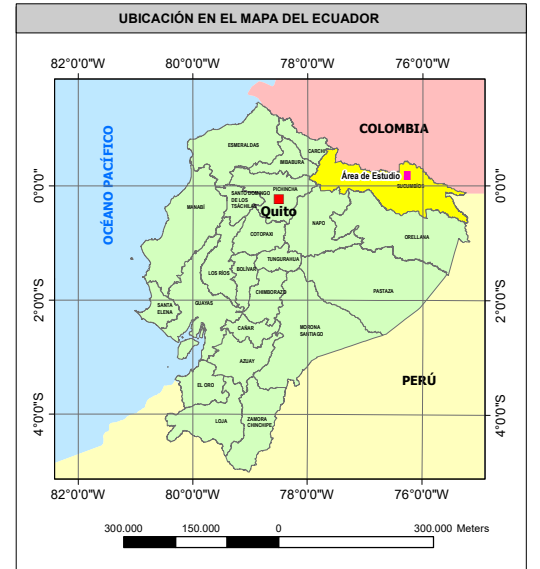 UBICACIÓN EN EL MAPA DEL ECUADOR
82°0'0"W 80°0'0"W 78°0'0"W 76°0'0"W
COLOMBIA
ESMERALDAS
CARCHI
IMBABURA
OCÉANO PACÍFICO
Área de Estudio
0°0'0"
0°0'0"
SUCUMBIOS
PICHINCHA
SANTO DOMINGO
DE LOS
TSÁCHILAS
MANABÍ
Quito
NAPO
ORELLANA
COTOPAXI
TUNGURAHUA
LOS RÍOS
BOLÍVAR
2°0'0"S
2°0'0"S
SANTA
ELENA
GUAYAS
CHIMBORAZO
PASTAZA
CAÑAR
MORONA
SANTIAGO
AZUAY
PERÚ
EL ORO
4°0'0"S
4°0'0"S
LOJA
ZAMORA
CHINCHIPE
82°0'0"W 80°0'0"W 78°0'0"W 76°0'0"W
300.000 150.000 0 300.000 Meters